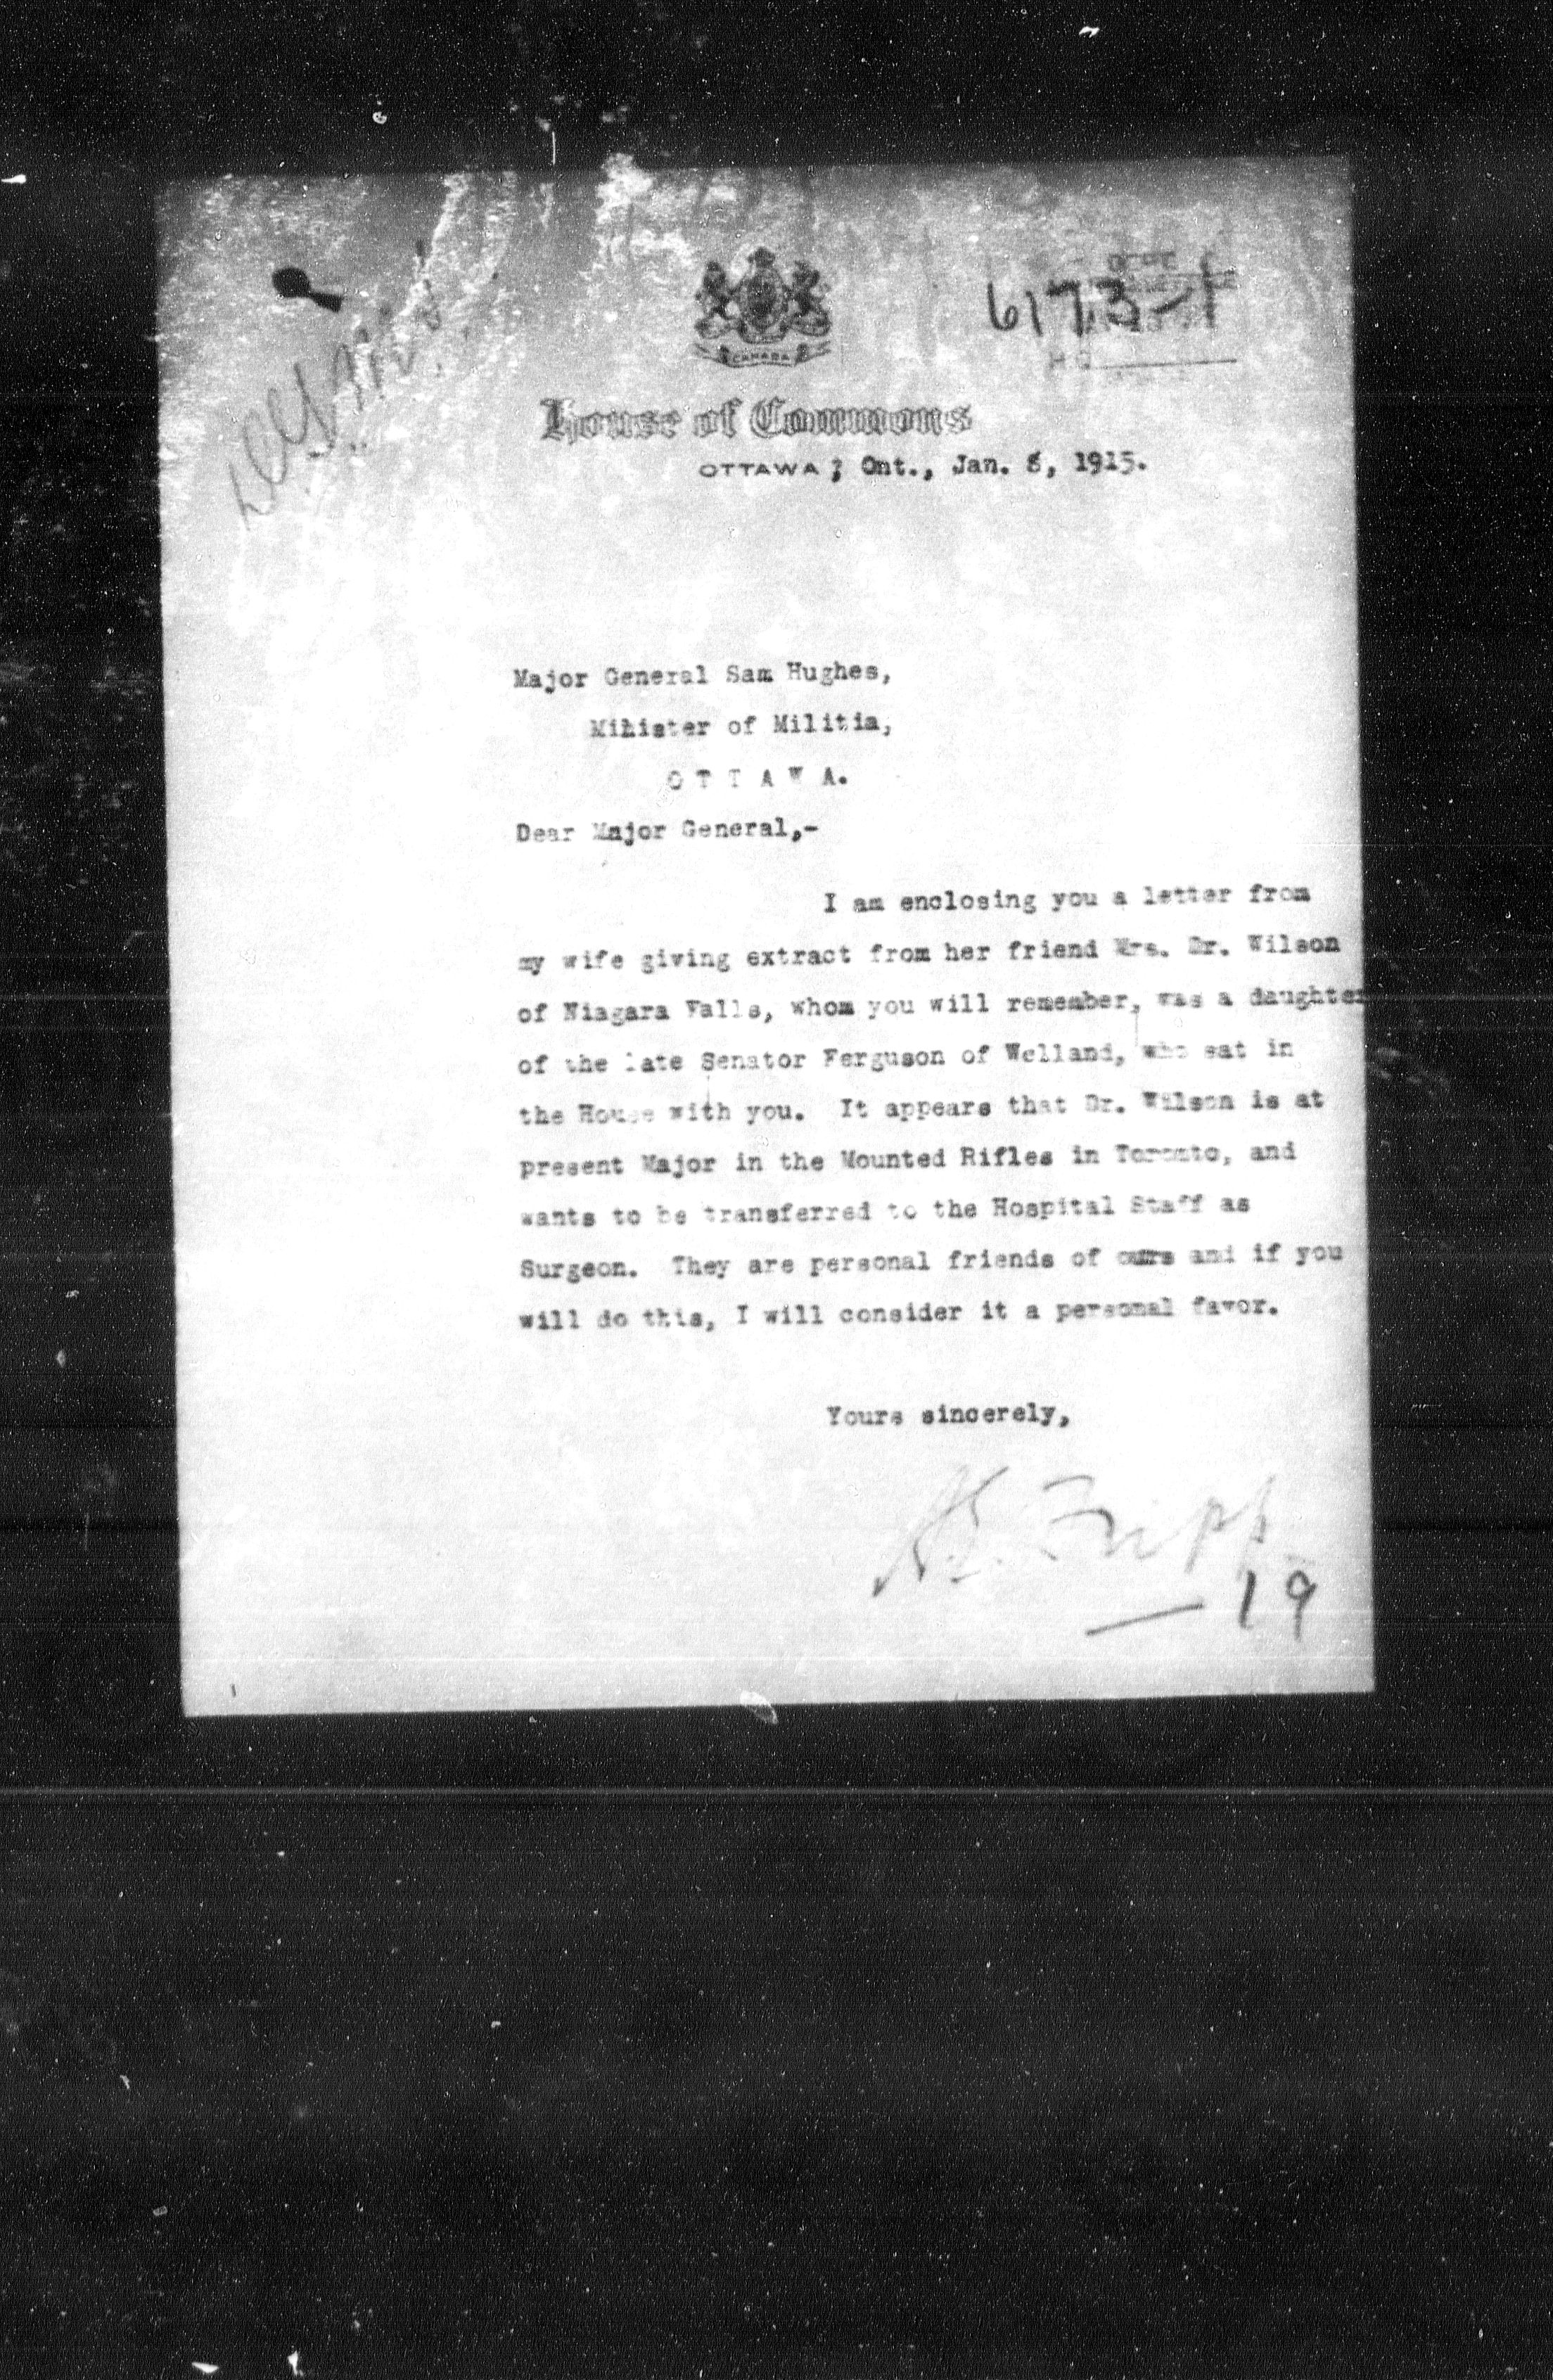 6173-1
H Q
CANADA
House of Commons
OTTAWA; Ont., Jan. 8, 1915.
Major General Sam Hughes,
Minister of Militia,
O T T A W A.
Dear Major General,-
I am enclosing you a letter from
my wife giving extract from her friend Mrs. Dr. Wilson
of Niagara Falls, whom you will remember, was a daughter
of the late Senator Ferguson of Welland, who sat in
the House with you. It appears that Dr. Wilson is at
present Major in the Mounted Rifles in Toronto, and
wants to be transferred to the Hospital Staff as
Surgeon. They are personal friends of ours and if you
will do this, I will consider it a personal favor.
Yours sincerely,
Fripp
19